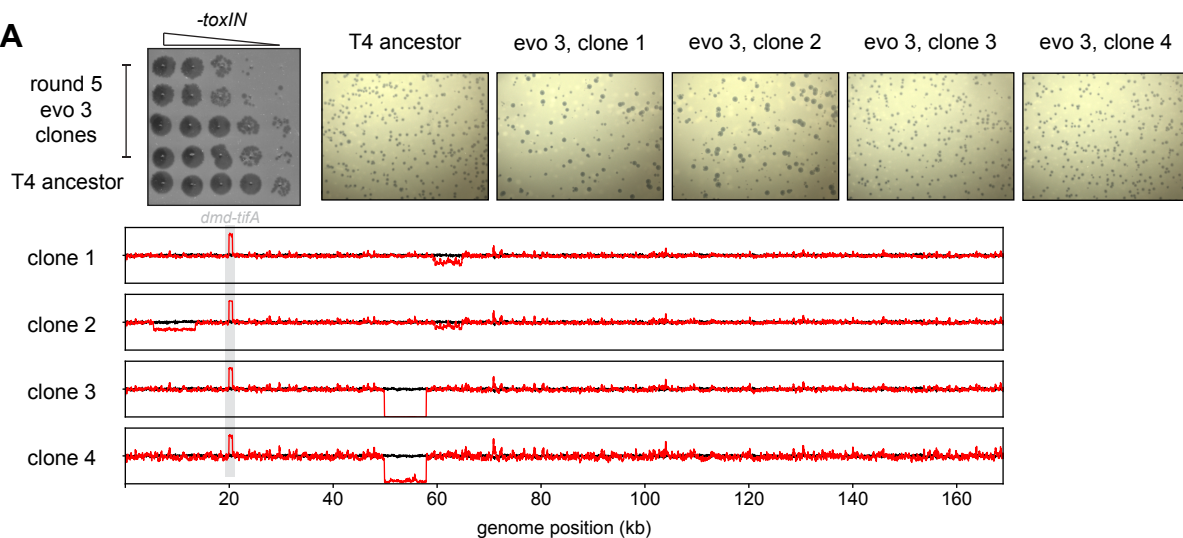 A
-toxIN
round 5
evo 3
clones
T4 ancestor
T4 ancestor
evo 3, clone 1
evo 3, clone 2
evo 3, clone 3
evo 3, clone 4
dmd-tifA
clone 1
clone 2
clone 3
clone 4
20
40
60
80
100
120
140
160
genome position (kb)